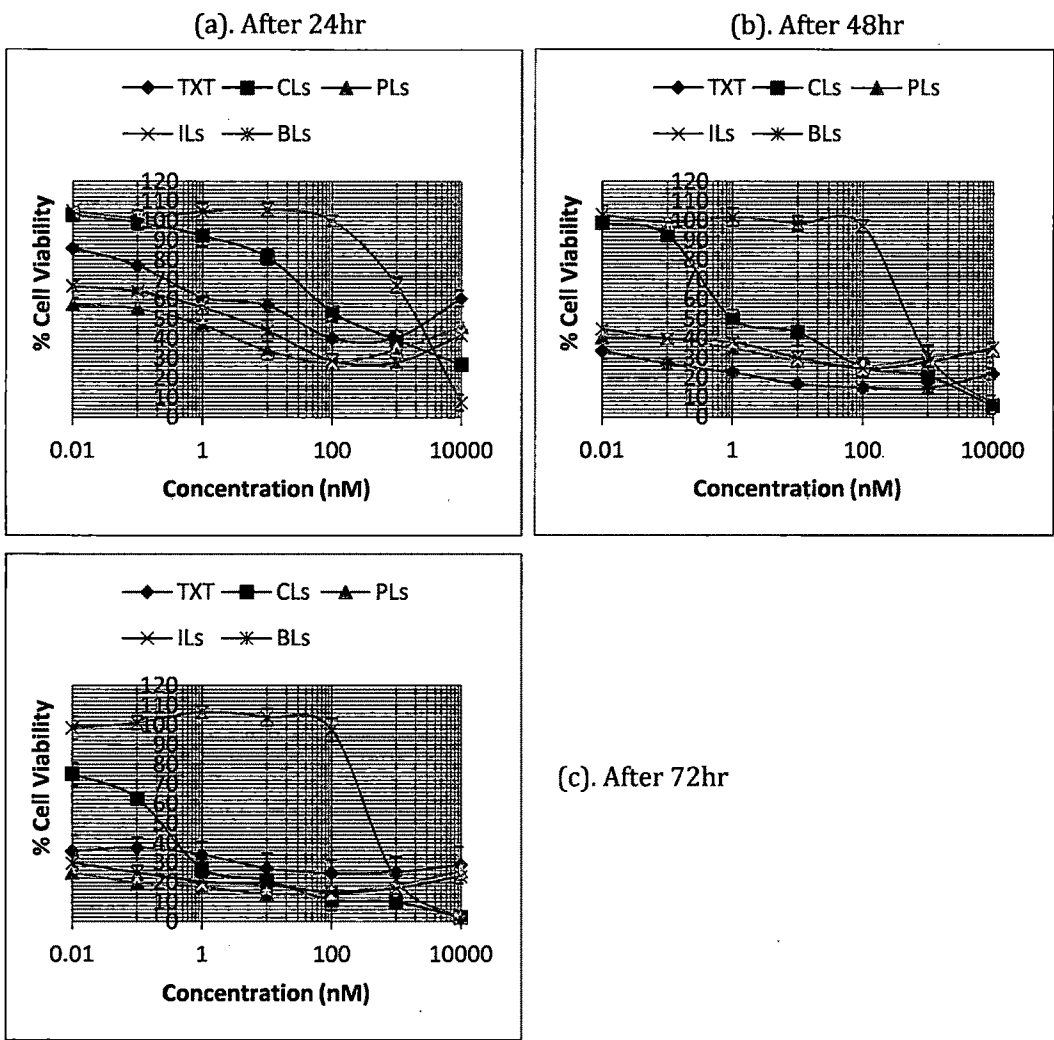 (a). After 24hr
TXT CLs PLs
ILs BLs
120
110
100
90
80
70
60
50
40
30
20
10
0
% Cell Viability
0.01 1 100 10000
Concentration (nM)
(b). After 48hr
TXT CLs PLs
ILs BLs
120
110
100
90
80
70
60
50
40
30
20
10
0
% Cell Viability
0.01 1 100 10000
Concentration (nM)
TXT CLs PLs
ILs BLs
120
110
100
90
80
70
60
50
40
30
20
10
0
% Cell Viability
0.01 1 100 10000
Concentration (nM)
(c). After 72hr